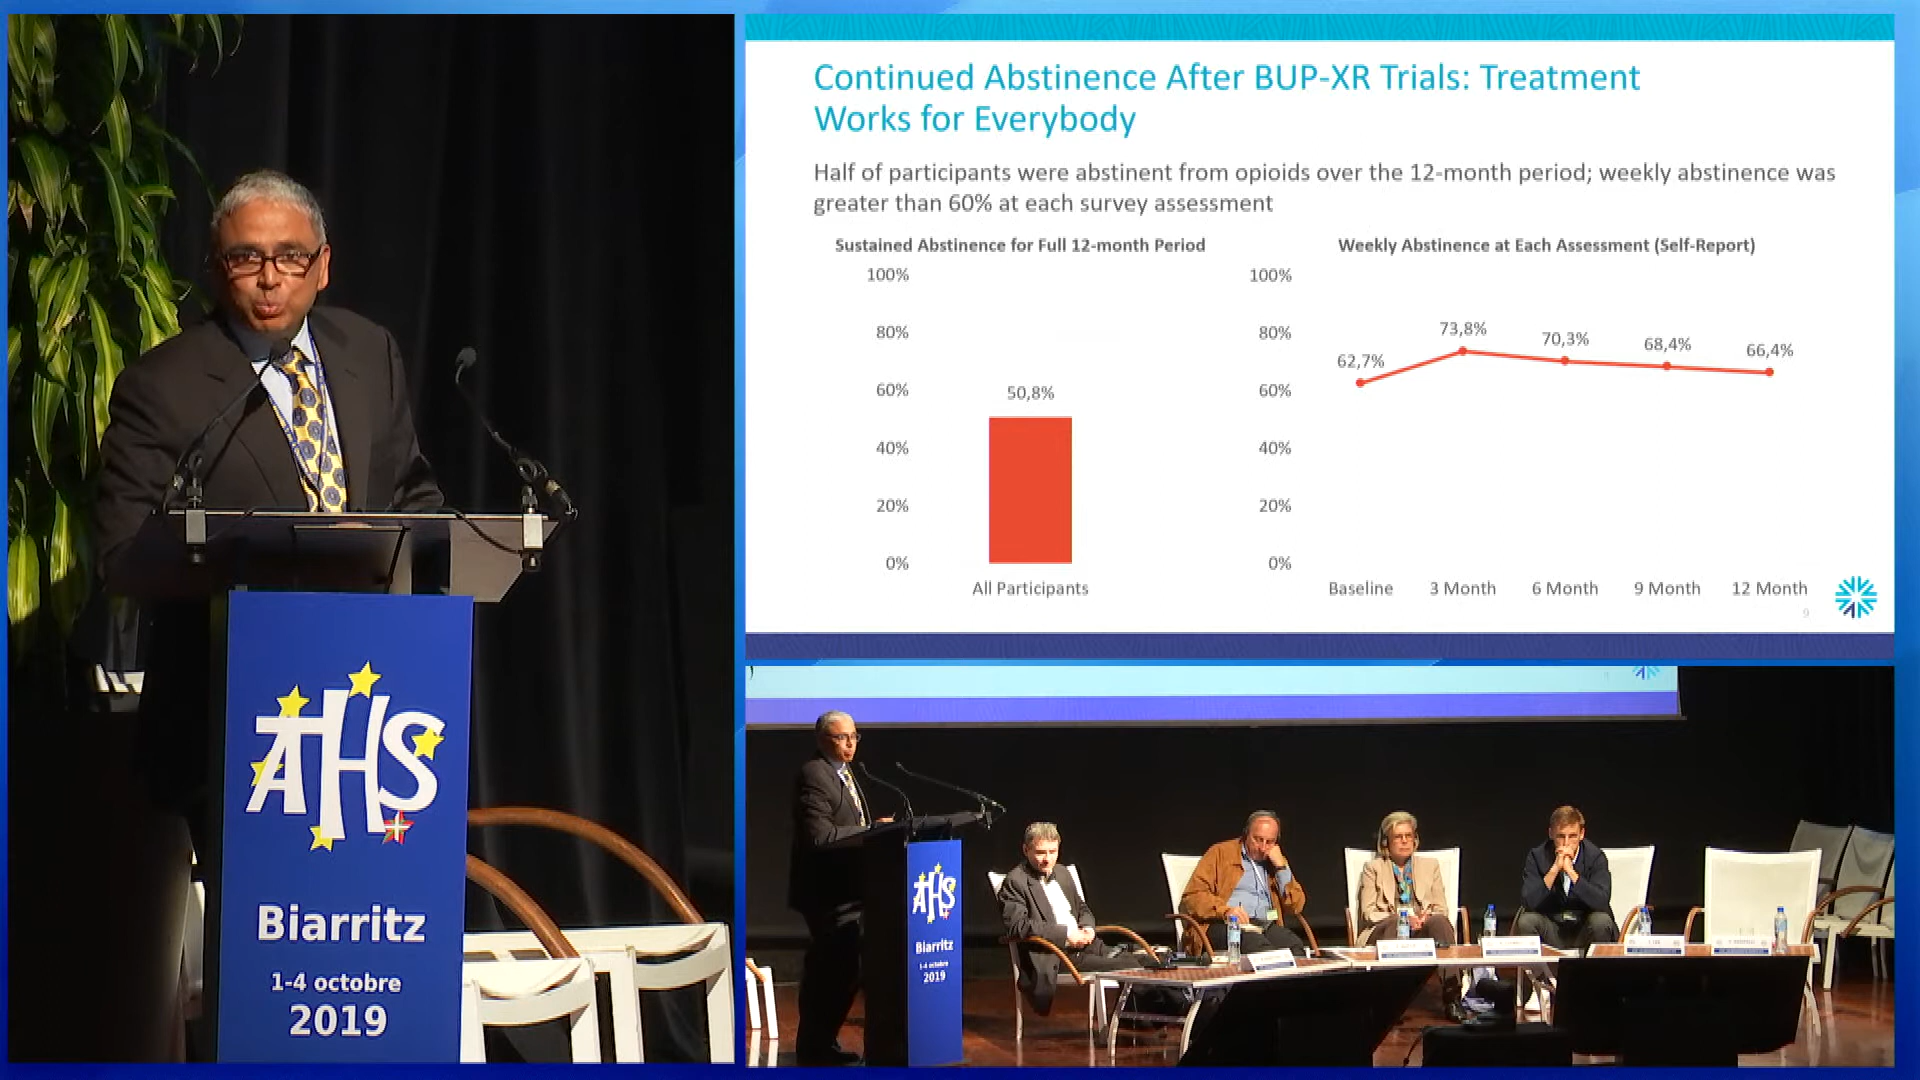 Continued Abstinence After BUP-XR Trials: Treatment
Works for Everybody
Half of participants were abstinent from opioids over the 12-month period; weekly abstinence was
greater than 60% at each survey assessment
Sustained Abstinence for Full 12-month Period
100%
80%
60%
40%
20%
0%
50,8%
All Participants
Weekly Abstinence at Each Assessment (Self-Report)
100%
80%
60%
40%
20%
0%
62,7%
73,8%
70,3%
68,4%
66,4%
Baseline
3 Month
6 Month
9 Month
12 Month
9
AHS
Biarritz
1-4 octobre
2019
AHS
Biarritz
1-4 octobre
2019